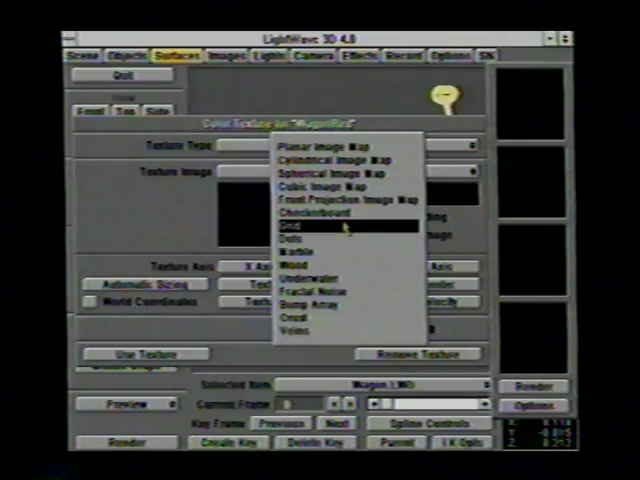 LightWave 3D 4.0
Scene Objects Surfaces Images Lights Camera Effects Record Options
Quit
View
Front Top Side
Color Texture for "WagonRed"
Texture Type
Texture Image
Planar Image Map
Cylindrical Image Map
Spherical Image Map
Cubic Image Map
Front Projection Image Map
Checkerboard
Grid
Dots
Marble
Wood
Underwater
Fractal Noise
Bump Array
Crust
Veins
Texture Axis X Axis Axis
Automatic Sizing
World Coordinates
Use Texture Remove Texture
Selected Item Wagon.LWO
Render
Preview Current Frame 0
Options
Key Frame Previous Next Spline Controls
Render Create Key Delete Key Parent I.K Opts
X
Y
Z